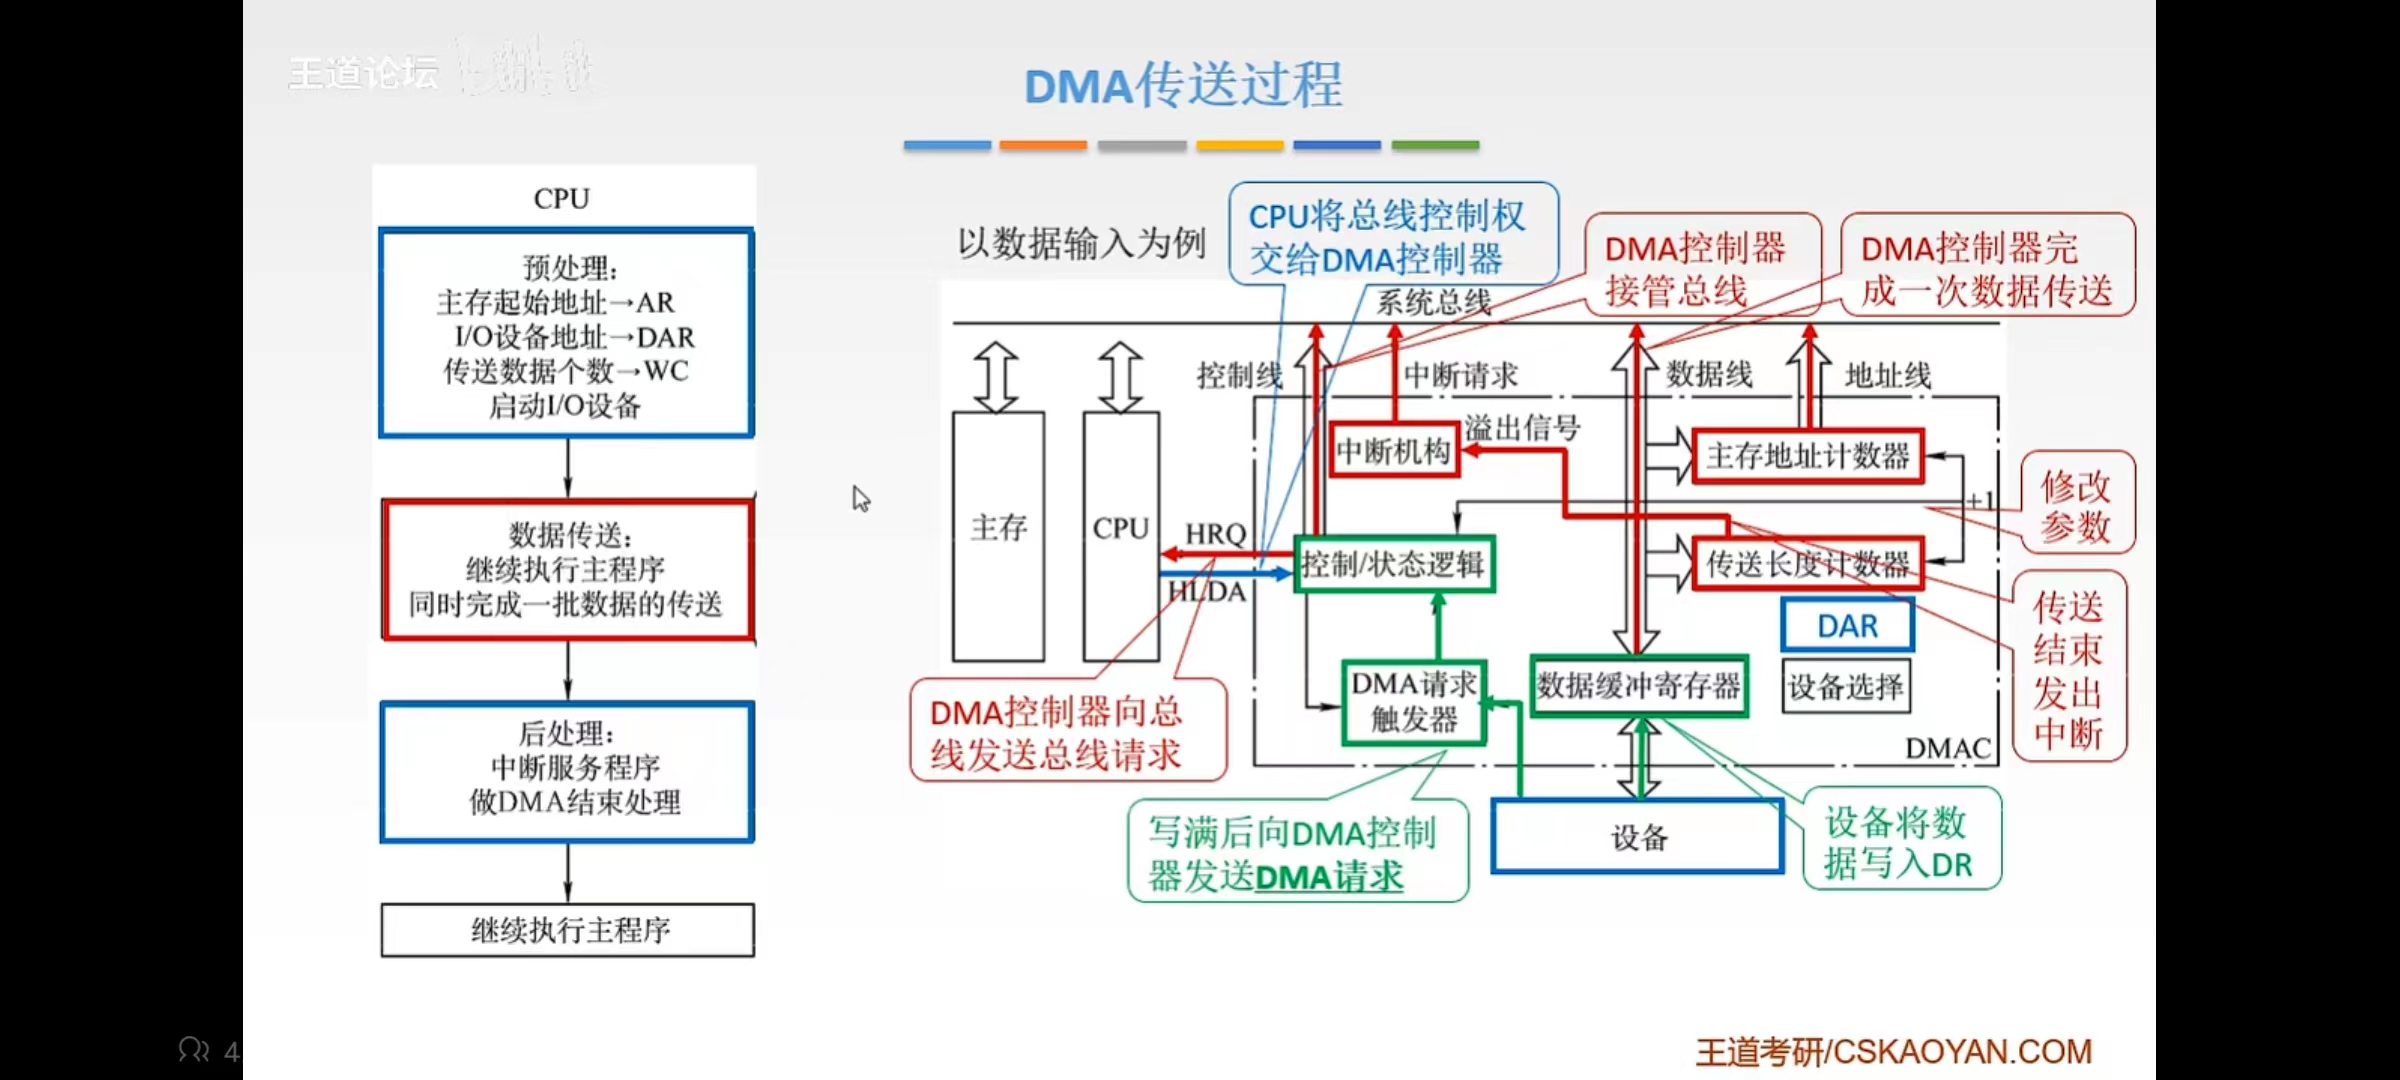 王道论坛
DMA传送过程
CPU
预处理：
主存起始地址→AR
I/O设备地址→DAR
传送数据个数→WC
启动I/O设备
数据传送：
继续执行主程序
同时完成一批数据的传送
后处理：
中断服务程序
做DMA结束处理
继续执行主程序
以数据输入为例
CPU将总线控制权
交给DMA控制器
DMA控制器
接管总线
DMA控制器完
成一次数据传送
系统总线
控制线
中断请求
数据线
地址线
中断机构
溢出信号
主存地址计数器
+1
修改
参数
主存
CPU
HRQ
HLDA
控制/状态逻辑
传送长度计数器
DAR
传送
结束
发出
中断
DMA请求
触发器
数据缓冲寄存器
设备选择
DMAC
DMA控制器向总
线发送总线请求
写满后向DMA控制
器发送DMA请求
设备
设备将数
据写入DR
4
王道考研/CSKAOYAN.COM